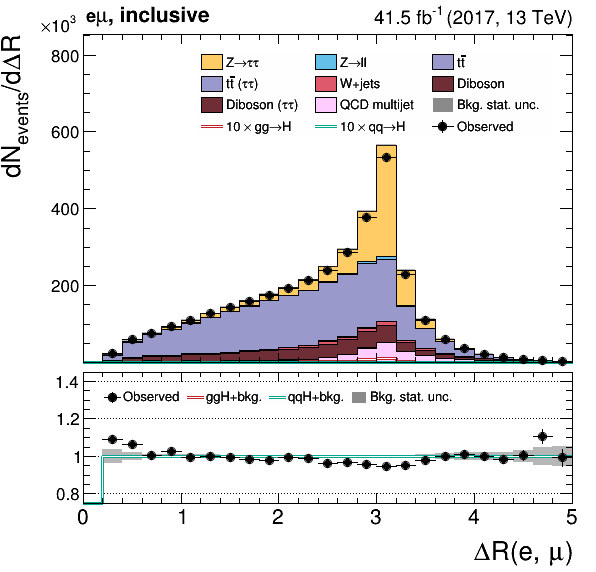 ×10³ eμ, inclusive 41.5 fb⁻¹ (2017, 13 TeV)
dN_events/dΔR
800
600
400
200
Z→ττ Z→ll tt̄
tt̄ (ττ) W+jets Diboson
Diboson (ττ) QCD multijet Bkg. stat. unc.
10 × gg→H 10 × qq→H Observed
1.4
1.2
1.0
0.8
Observed ggH+bkg. qqH+bkg. Bkg. stat. unc.
0 1 2 3 4 5
ΔR(e, μ)